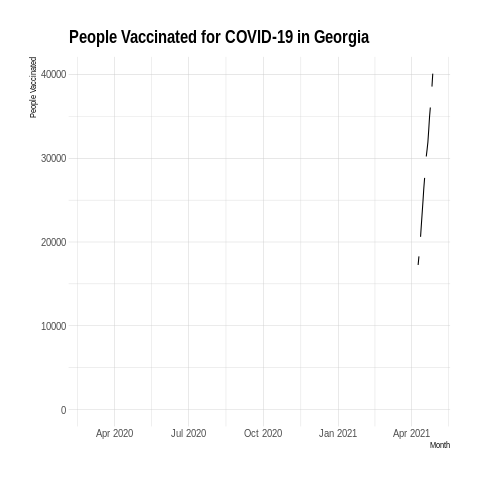 People Vaccinated for COVID-19 in Georgia
People Vaccinated
40000
30000
20000
10000
0
Apr 2020 Jul 2020 Oct 2020 Jan 2021 Apr 2021
Month